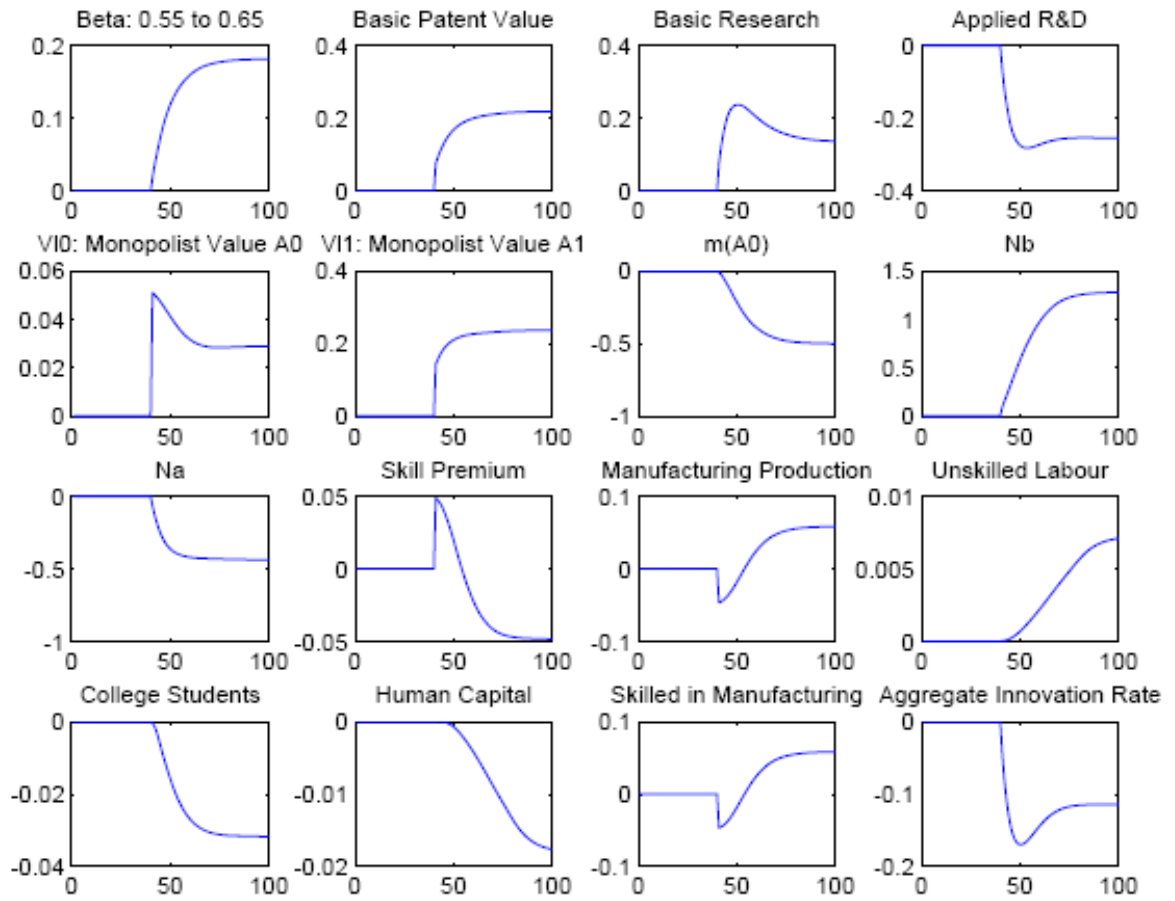 Beta: 0.55 to 0.65 Basic Patent Value Basic Research Applied R&D
0.2 0.4 0.4 0
0.1 0.2 0.2 -0.2
0 0 0 -0.4
0 50 100 0 50 100 0 50 100 0 50 100
VI0: Monopolist Value A0 VI1: Monopolist Value A1 m(A0) Nb
0.06 0.4 0 1.5
0.04 0.2 -0.5 1
0.02 0.5
0 0 -1 0
0 50 100 0 50 100 0 50 100 0 50 100
Na Skill Premium Manufacturing Production Unskilled Labour
0 0.05 0.1 0.01
-0.5 0 0 0.005
-1 -0.05 -0.1 0
0 50 100 0 50 100 0 50 100 0 50 100
College Students Human Capital Skilled in Manufacturing Aggregate Innovation Rate
0 0 0.1 0
-0.02 -0.01 0 -0.1
-0.04 -0.02 -0.1 -0.2
0 50 100 0 50 100 0 50 100 0 50 100